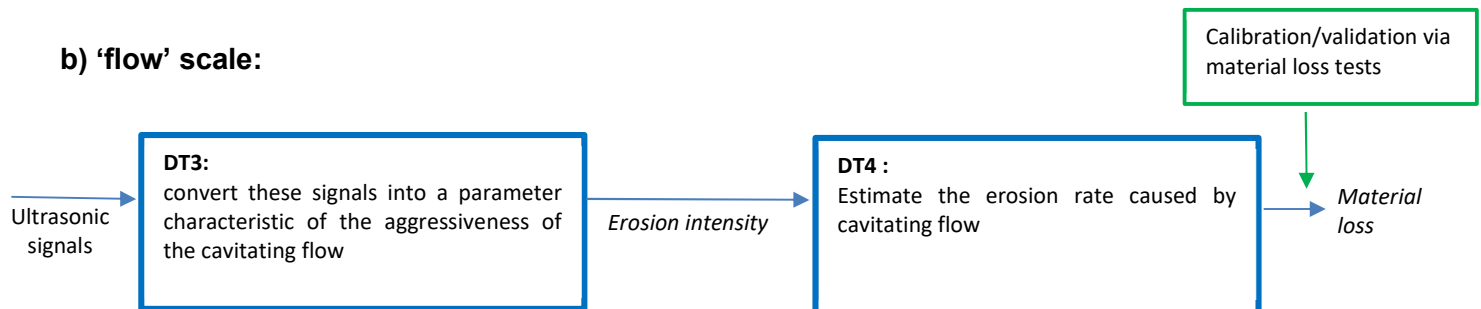 b) ‘flow’ scale:
Calibration/validation via
material loss tests
Ultrasonic
signals
DT3:
convert these signals into a parameter
characteristic of the aggressiveness of
the cavitating flow
Erosion intensity
DT4 :
Estimate the erosion rate caused by
cavitating flow
Material
loss